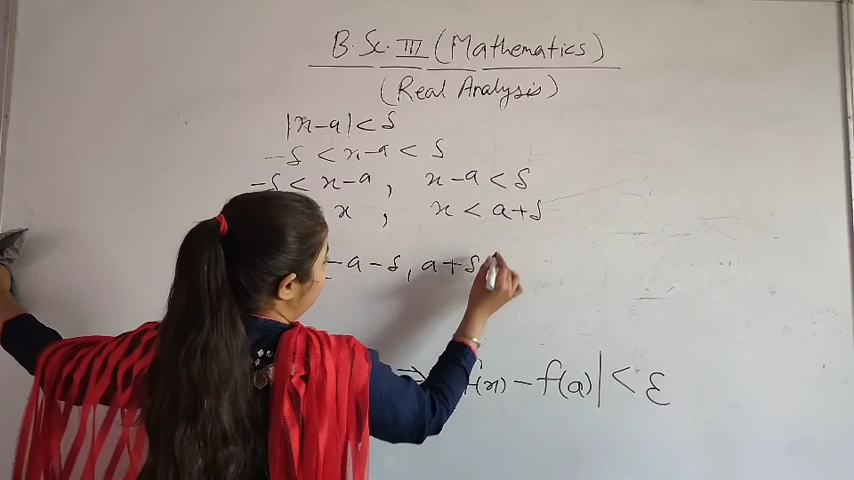 B.Sc. III (Mathematics)
(Real Analysis)
|x-a| < δ
-δ < x-a < δ
-δ < x-a , x-a < δ
x , x < a+δ
-a-δ, a+δ
f(x) - f(a)| < ε